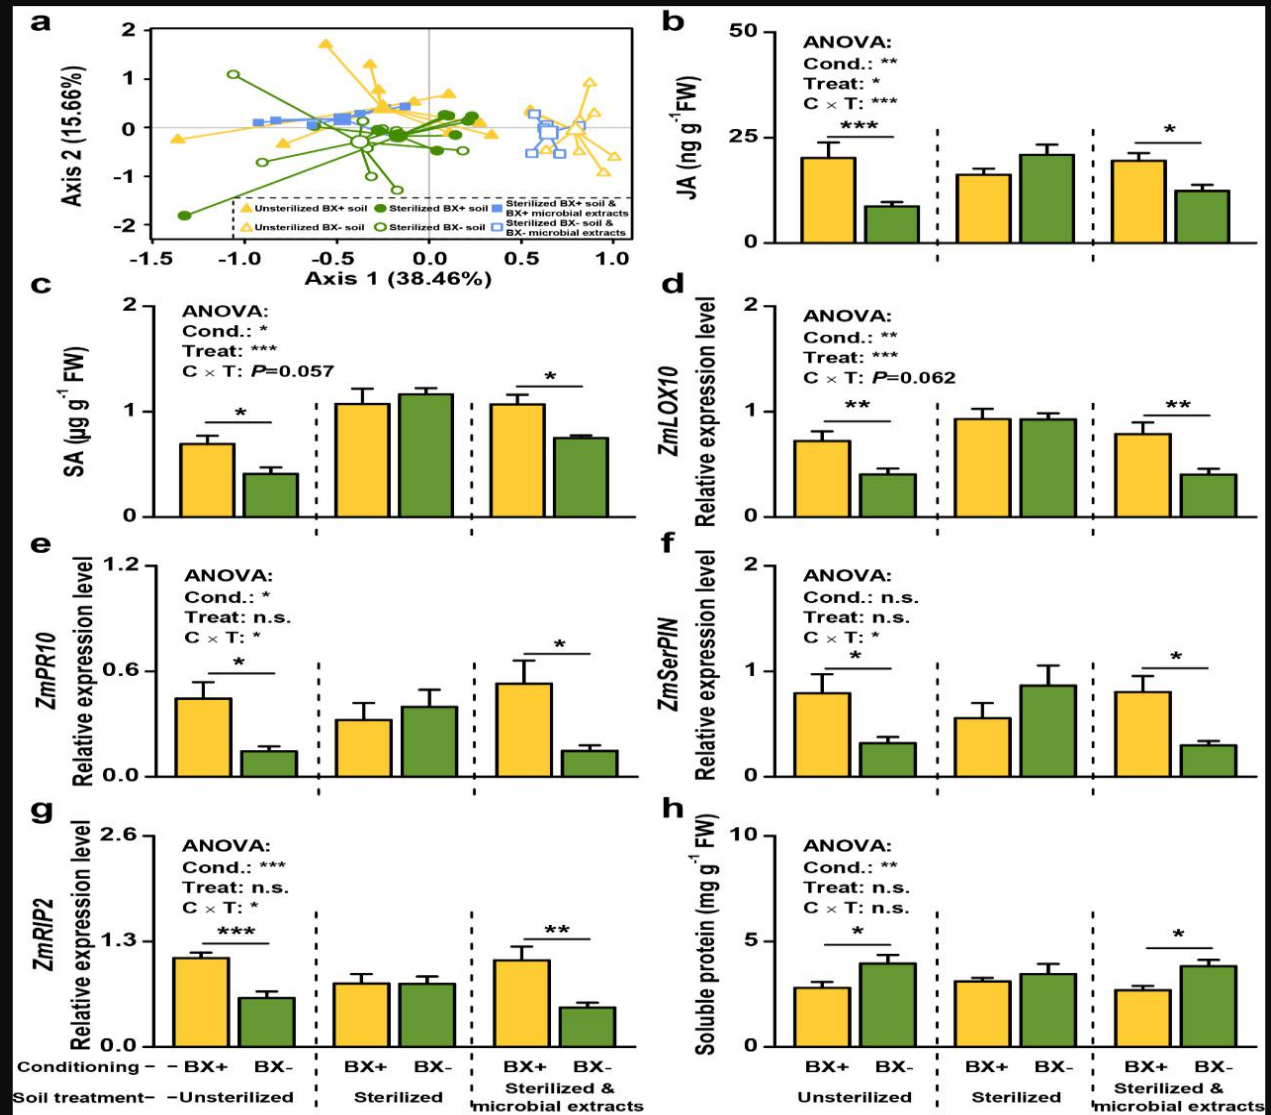 a
2
1
0
-1
-2
Axis 2 (15.66%)
Unsterilized BX+ soil
Sterilized BX+ soil
Sterilized BX+ soil &
BX+ microbial extracts
Unsterilized BX- soil
Sterilized BX- soil
Sterilized BX- soil &
BX- microbial extracts
-1.5 -1.0 -0.5 0.0 0.5 1.0
Axis 1 (38.46%)
b
50
25
0
JA (ng g-1FW)
ANOVA:
Cond.: **
Treat: *
C × T: ***
***
*
c
2
1
0
SA (µg g-1 FW)
ANOVA:
Cond.: *
Treat: ***
C × T: P=0.057
*
*
d
2
1
0
ZmLOX10
Relative expression level
ANOVA:
Cond.: **
Treat: ***
C × T: P=0.062
**
**
e
1.2
0.6
0.0
ZmPR10
Relative expression level
ANOVA:
Cond.: *
Treat: n.s.
C × T: *
*
*
f
2
1
0
ZmSerPIN
Relative expression level
ANOVA:
Cond.: n.s.
Treat: n.s.
C × T: *
*
*
g
2.6
1.3
0.0
ZmRIP2
Relative expression level
ANOVA:
Cond.: ***
Treat: n.s.
C × T: *
***
**
h
10
5
0
Soluble protein (mg g-1 FW)
ANOVA:
Cond.: **
Treat: n.s.
C × T: n.s.
*
*
Conditioning - - BX+ BX- BX+ BX- BX+ BX-
Soil treatment- -Unsterilized Sterilized Sterilized &
microbial extracts
BX+ BX- BX+ BX- BX+ BX-
Unsterilized Sterilized Sterilized &
microbial extracts